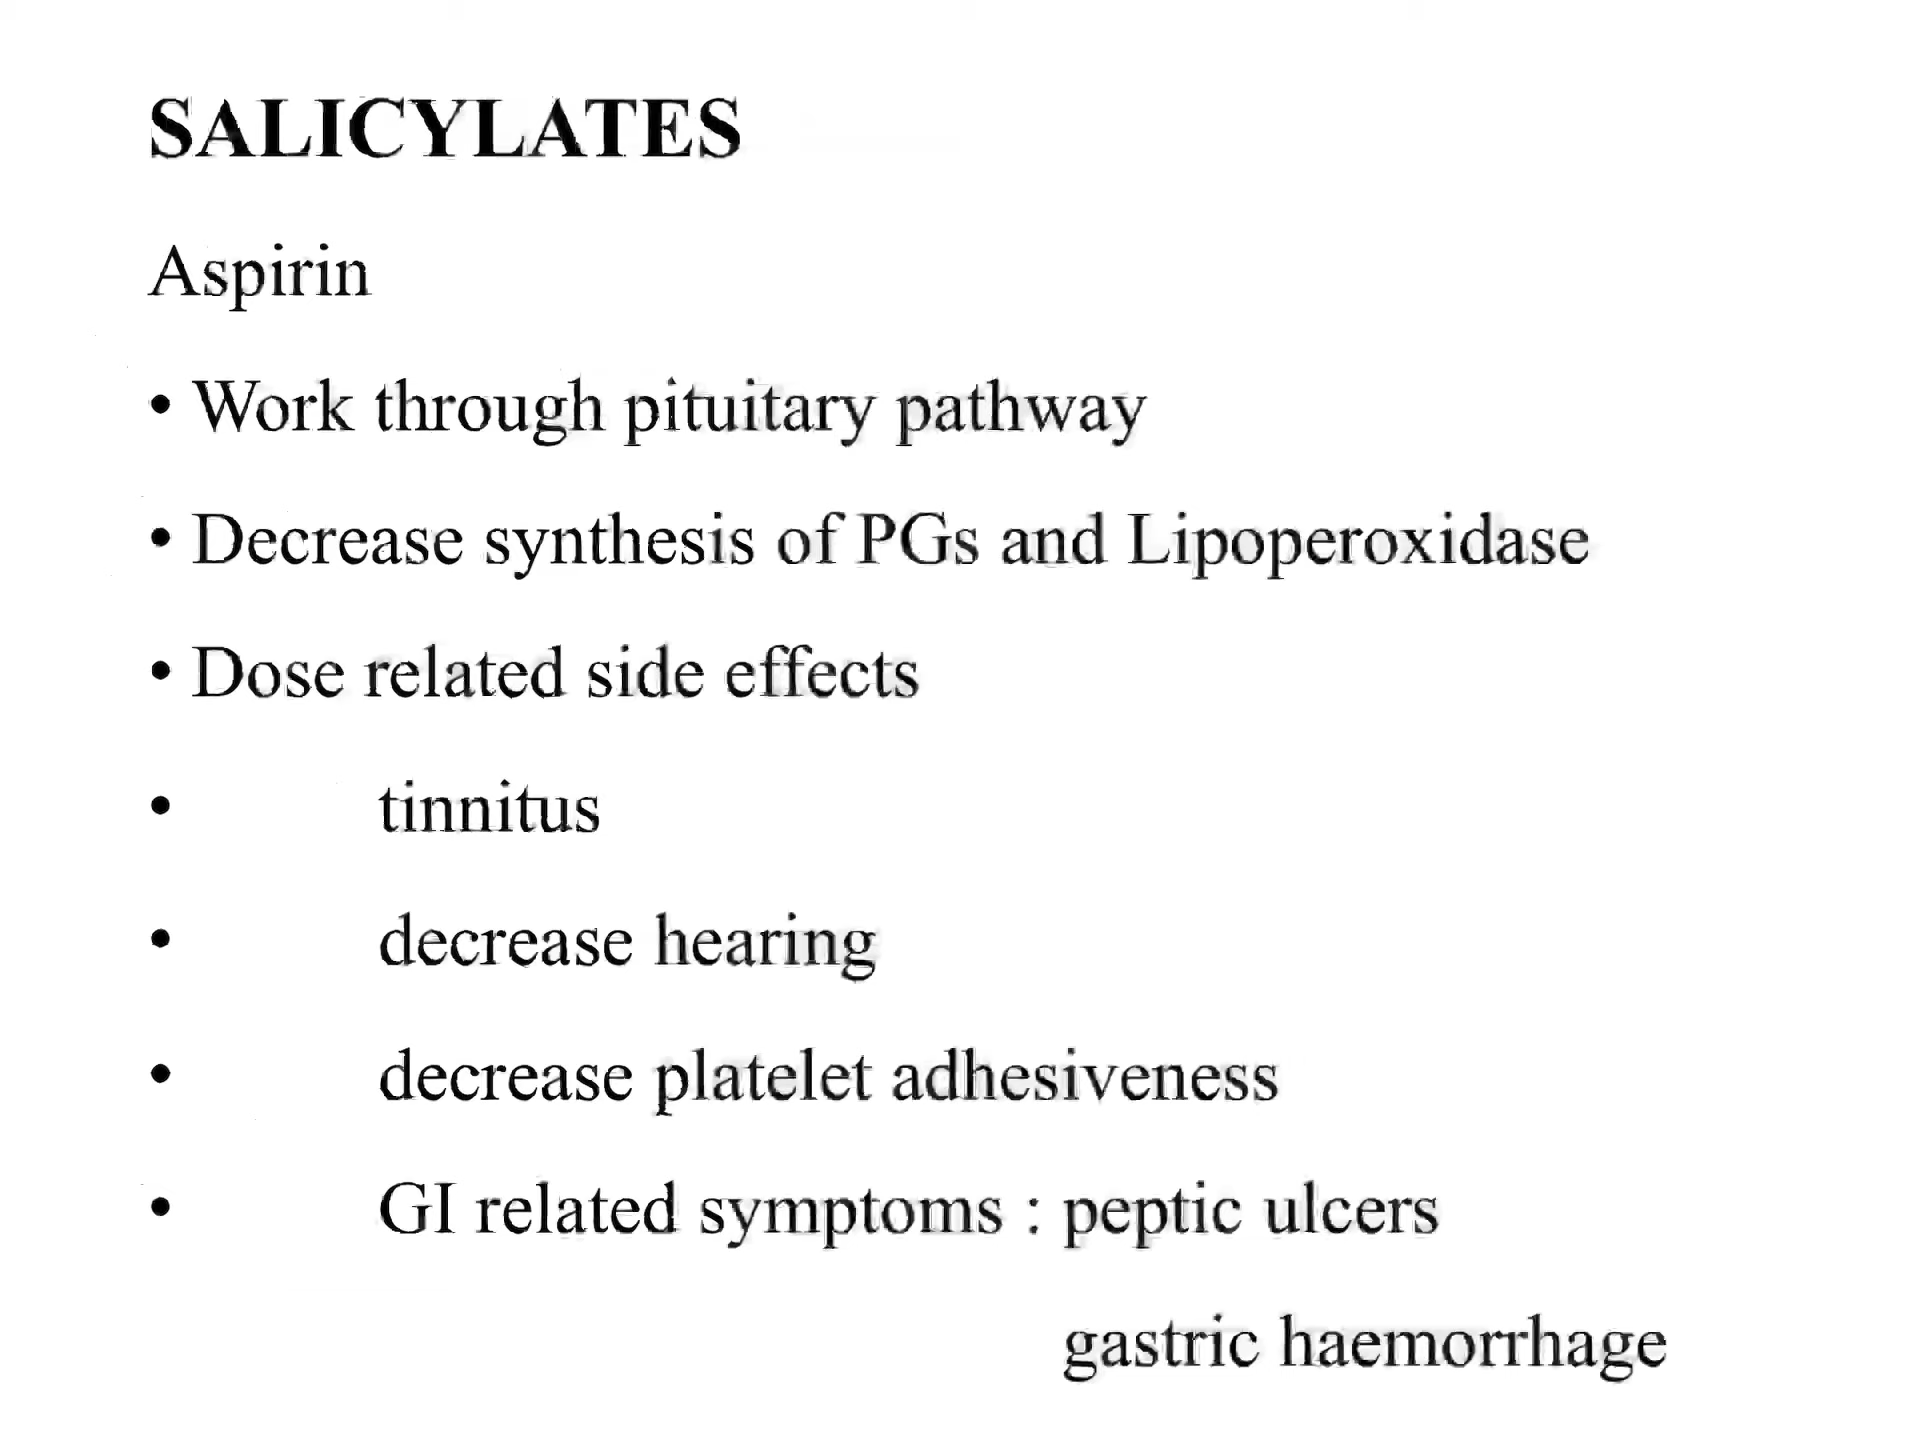 SALICYLATES
Aspirin
• Work through pituitary pathway
• Decrease synthesis of PGs and Lipoperoxidase
• Dose related side effects
• tinnitus
• decrease hearing
• decrease platelet adhesiveness
• GI related symptoms : peptic ulcers
gastric haemorrhage